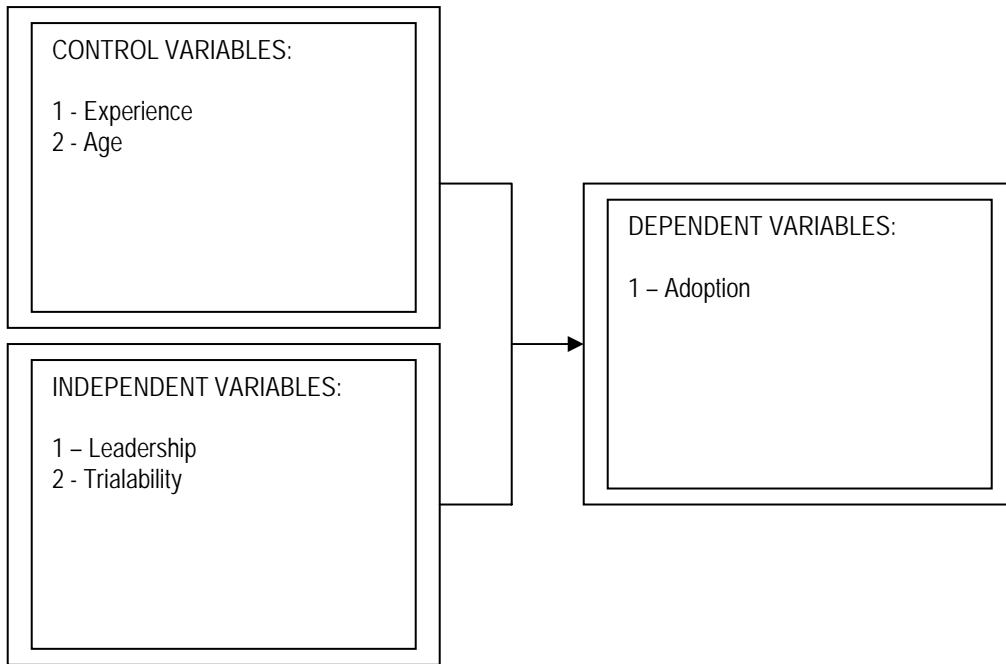 CONTROL VARIABLES:
1 - Experience
2 - Age
INDEPENDENT VARIABLES:
1 – Leadership
2 - Trialability
DEPENDENT VARIABLES:
1 – Adoption